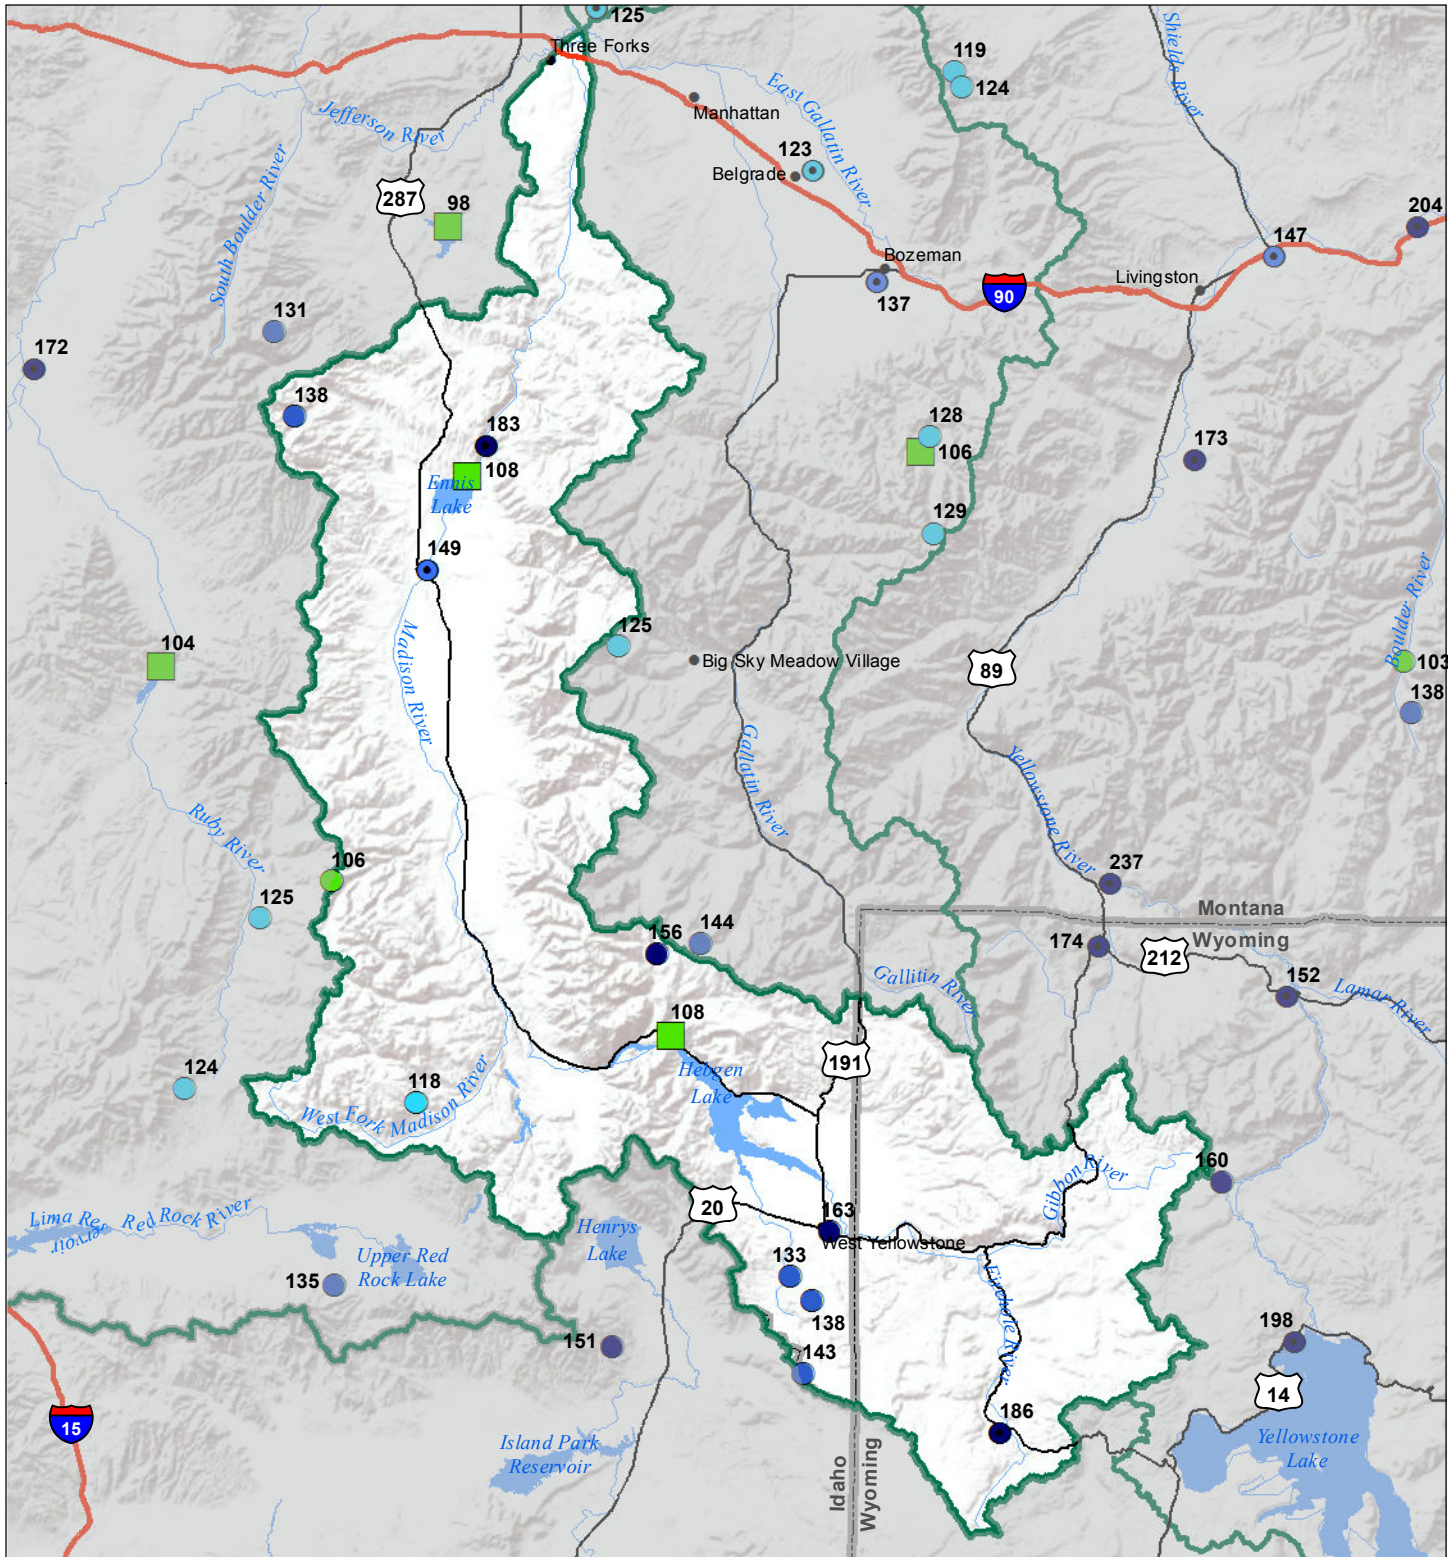 125
Three Forks
119
124
Shields River
Jefferson River
Manhattan
East Gallatin River
123
Belgrade
South Boulder River
287
98
204
147
Bozeman
Livingston
137
90
131
172
138
183
128
173
106
108
Ennis
Lake
129
149
Boulder River
125
Madison River
Big Sky Meadow Village
104
103
89
138
Gallatin River
Yellowstone River
Ruby River
106
237
125
Montana
Wyoming
156
144
174
212
152
Gallitin River
Lamar River
108
191
Hebgen
Lake
124
118
West Fork Madison River
160
Gibbon River
20
163
West Yellowstone
Lima Reservoir
Red Rock River
Henrys
Lake
Upper Red
Rock Lake
133
135
138
Firehole River
151
143
198
14
15
186
Island Park
Reservoir
Yellowstone
Lake
Idaho
Wyoming